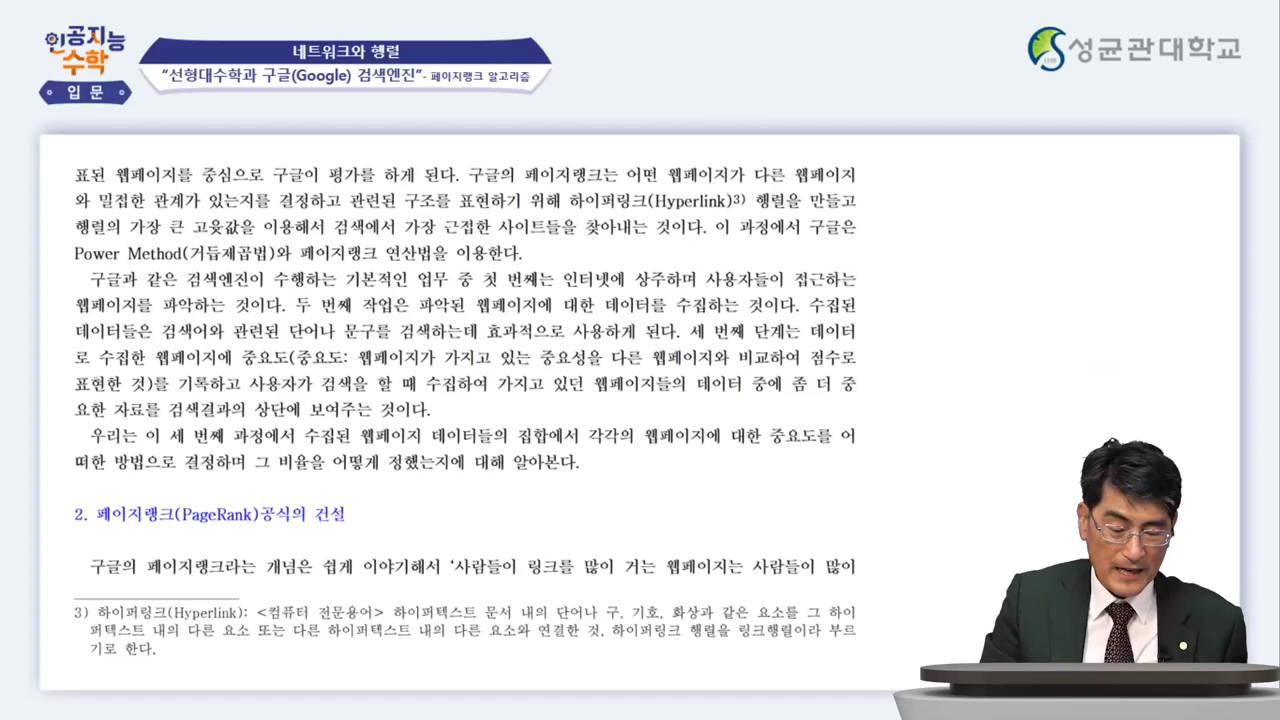 인공지능
수학
입문
네트워크와 행렬
“선형대수학과 구글(Google) 검색엔진”- 페이지랭크 알고리즘
성균관대학교
표된 웹페이지를 중심으로 구글이 평가를 하게 된다. 구글의 페이지랭크는 어떤 웹페이지가 다른 웹페이지
와 밀접한 관계가 있는지를 결정하고 관련된 구조를 표현하기 위해 하이퍼링크(Hyperlink)3) 행렬을 만들고
행렬의 가장 큰 고윳값을 이용해서 검색에서 가장 근접한 사이트들을 찾아내는 것이다. 이 과정에서 구글은
Power Method(거듭제곱법)와 페이지랭크 연산법을 이용한다.
구글과 같은 검색엔진이 수행하는 기본적인 업무 중 첫 번째는 인터넷에 상주하며 사용자들이 접근하는
웹페이지를 파악하는 것이다. 두 번째 작업은 파악된 웹페이지에 대한 데이터를 수집하는 것이다. 수집된
데이터들은 검색어와 관련된 단어나 문구를 검색하는데 효과적으로 사용하게 된다. 세 번째 단계는 데이터
로 수집한 웹페이지에 중요도(중요도: 웹페이지가 가지고 있는 중요성을 다른 웹페이지와 비교하여 점수로
표현한 것)를 기록하고 사용자가 검색을 할 때 수집하여 가지고 있던 웹페이지들의 데이터 중에 좀 더 중
요한 자료를 검색결과의 상단에 보여주는 것이다.
우리는 이 세 번째 과정에서 수집된 웹페이지 데이터들의 집합에서 각각의 웹페이지에 대한 중요도를 어
떠한 방법으로 결정하며 그 비율을 어떻게 정했는지에 대해 알아본다.
2. 페이지랭크(PageRank)공식의 건설
구글의 페이지랭크라는 개념은 쉽게 이야기해서 ‘사람들이 링크를 많이 거는 웹페이지는 사람들이 많이
3) 하이퍼링크(Hyperlink): <컴퓨터 전문용어> 하이퍼텍스트 문서 내의 단어나 구, 기호, 화상과 같은 요소를 그 하이
퍼텍스트 내의 다른 요소 또는 다른 하이퍼텍스트 내의 다른 요소와 연결한 것, 하이퍼링크 행렬을 링크행렬이라 부르
기로 한다.